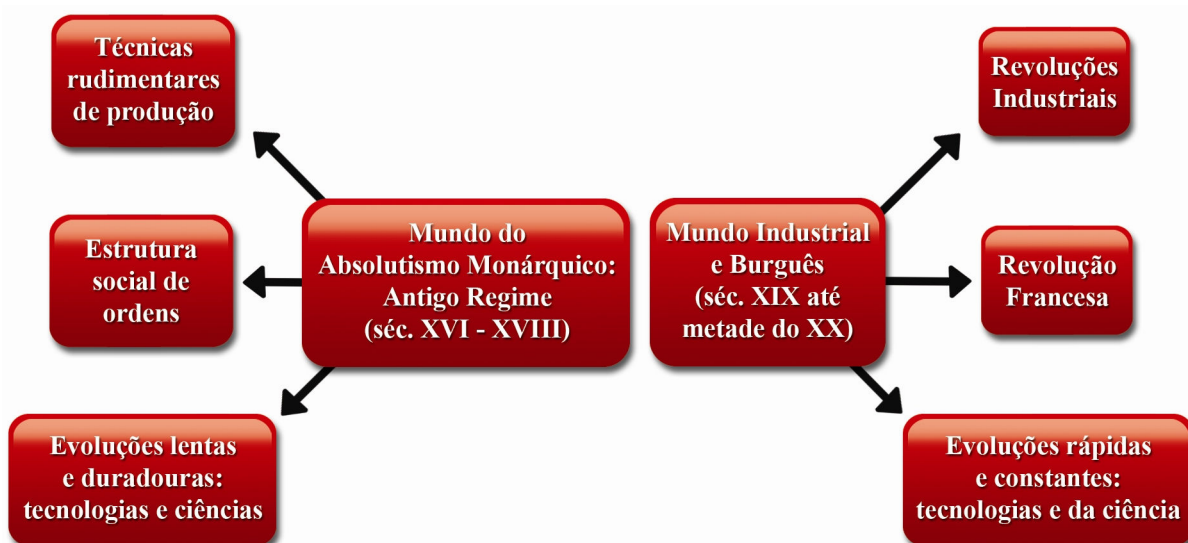 Técnicas
rudimentares
de produção
Estrutura
social de
ordens
Evoluções lentas
e duradouras:
tecnologias e ciências
Mundo do
Absolutismo Monárquico:
Antigo Regime
(séc. XVI - XVIII)
Mundo Industrial
e Burguês
(séc. XIX até
metade do XX)
Revoluções
Industriais
Revolução
Francesa
Evoluções rápidas
e constantes:
tecnologias e da ciência